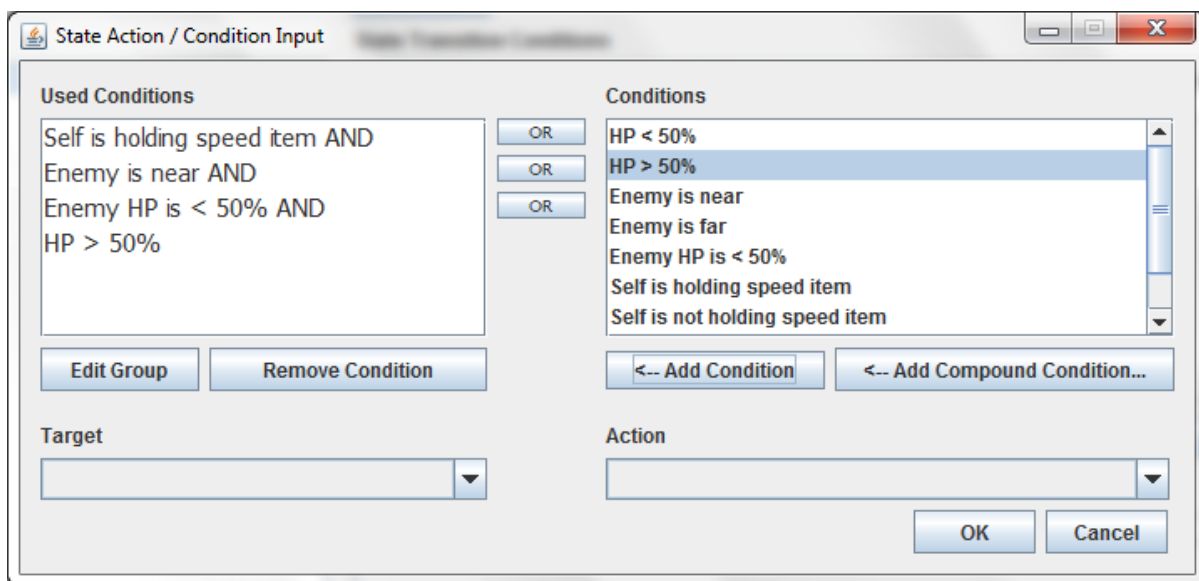 State Action / Condition Input
State Transition Conditions
Used Conditions
Conditions
Self is holding speed item AND
Enemy is near AND
Enemy HP is < 50% AND
HP > 50%
OR
OR
OR
HP < 50%
HP > 50%
Enemy is near
Enemy is far
Enemy HP is < 50%
Self is holding speed item
Self is not holding speed item
Edit Group
Remove Condition
<-- Add Condition
<-- Add Compound Condition...
Target
Action
OK
Cancel